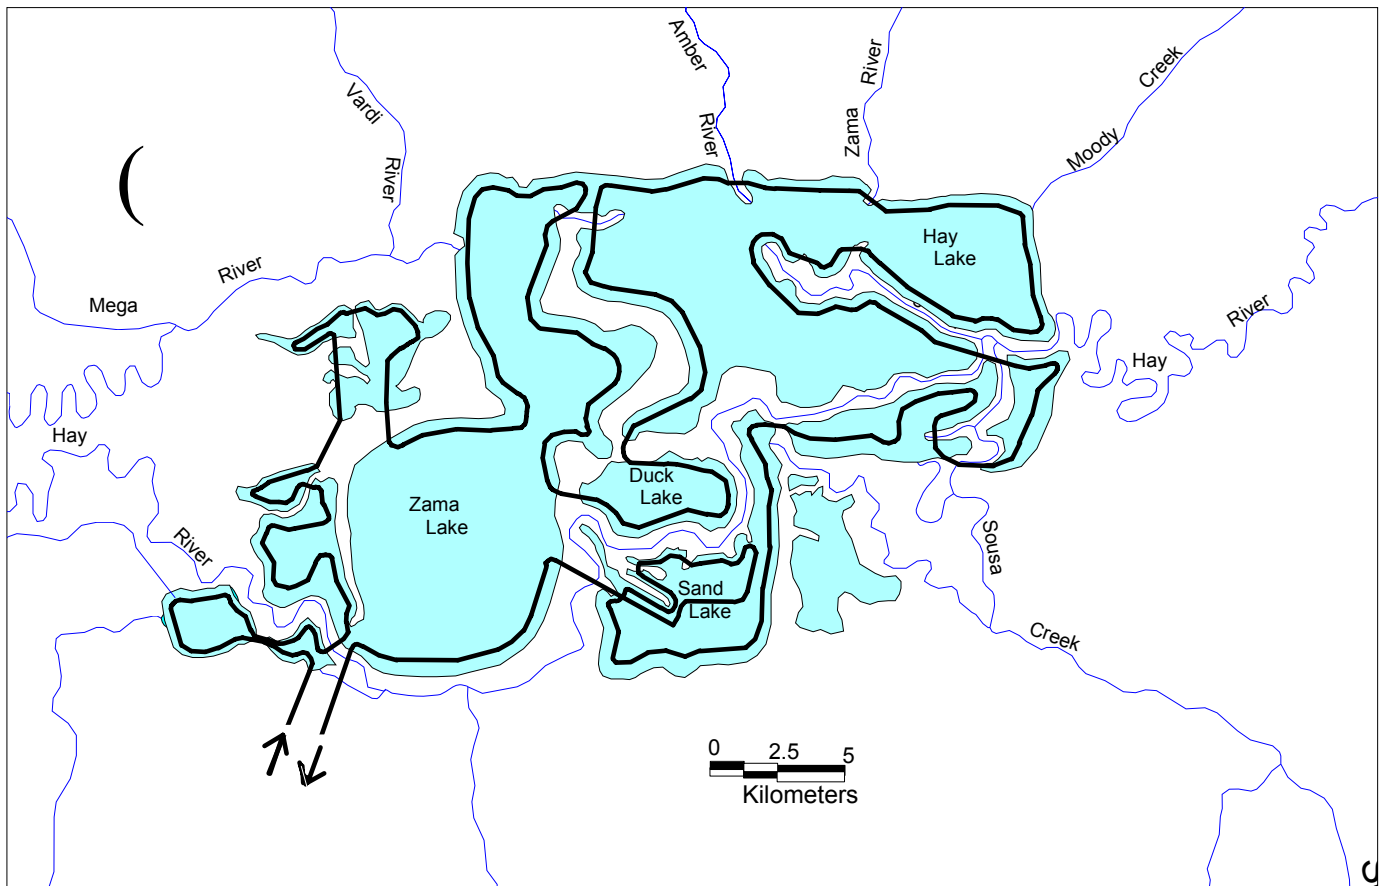 Amber
River
Zama
River
Creek
Moody
Vardi
River
(
Hay
Lake
River
Mega
River
Hay
Hay
Zama
Lake
Duck
Lake
River
Sousa
Sand
Lake
Creek
0 2.5 5
Kilometers